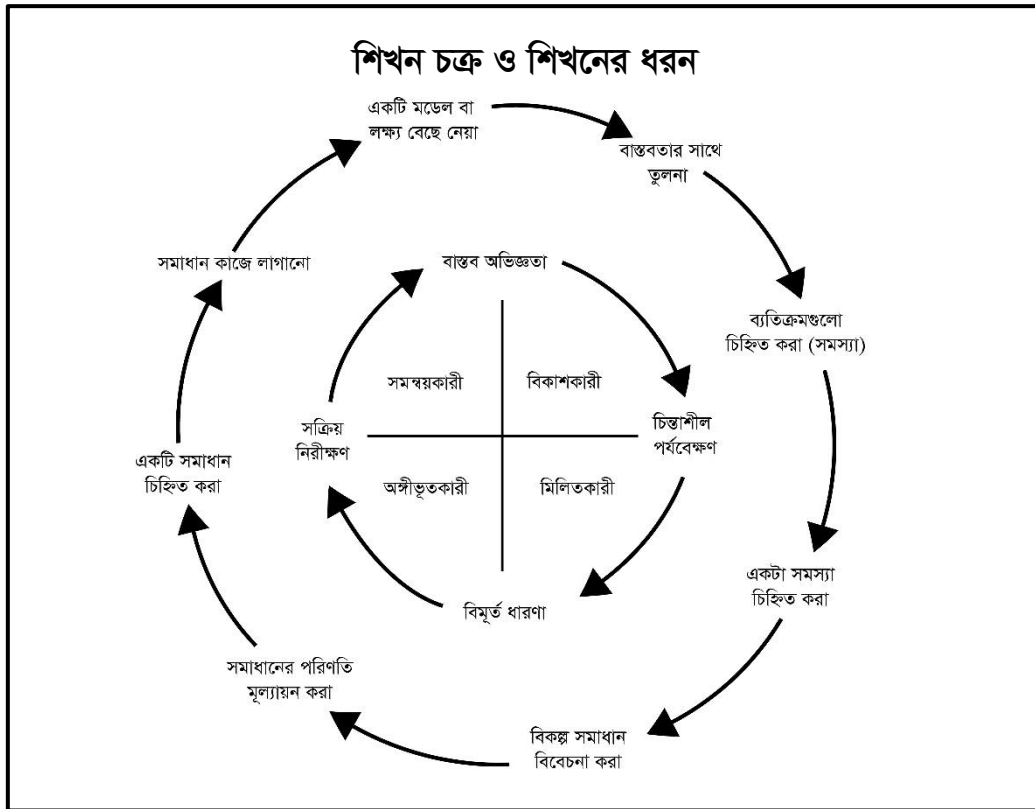 শিখন চক্র ও শিখনের ধরন
একটি মডেল বা
লক্ষ্য বেছে নেয়া
বাস্তবতার সাথে
তুলনা
ব্যতিক্রমগুলো
চিহ্নিত করা (সমস্যা)
একটা সমস্যা
চিহ্নিত করা
বিকল্প সমাধান
বিবেচনা করা
সমাধানের পরিণতি
মূল্যায়ন করা
একটি সমাধান
চিহ্নিত করা
সমাধান কাজে লাগানো
বাস্তব অভিজ্ঞতা
চিন্তাশীল
পর্যবেক্ষণ
বিমূর্ত ধারণা
সক্রিয়
নিরীক্ষণ
সমন্বয়কারী
বিকাশকারী
অঙ্গীভূতকারী
মিলিতকারী